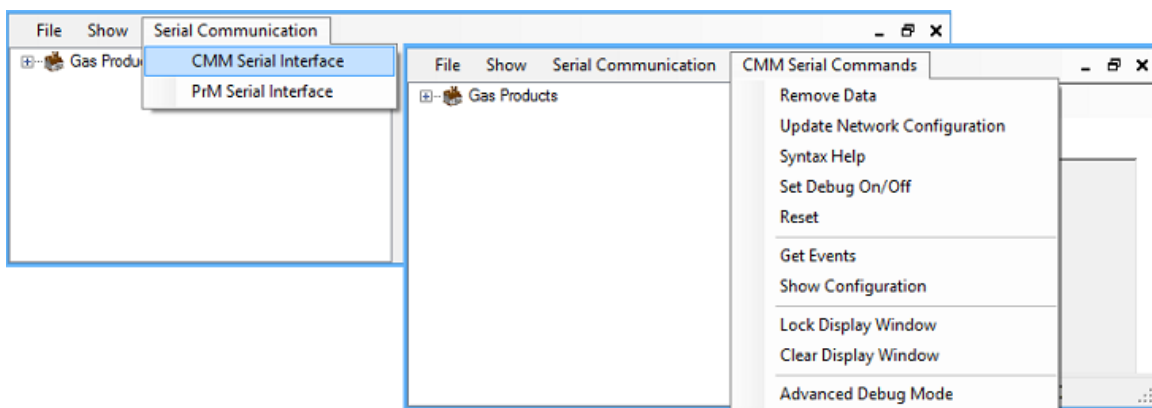 File Show Serial Communication
Gas Produ
CMM Serial Interface
PrM Serial Interface
File Show Serial Communication CMM Serial Commands
Gas Products
Remove Data
Update Network Configuration
Syntax Help
Set Debug On/Off
Reset
Get Events
Show Configuration
Lock Display Window
Clear Display Window
Advanced Debug Mode